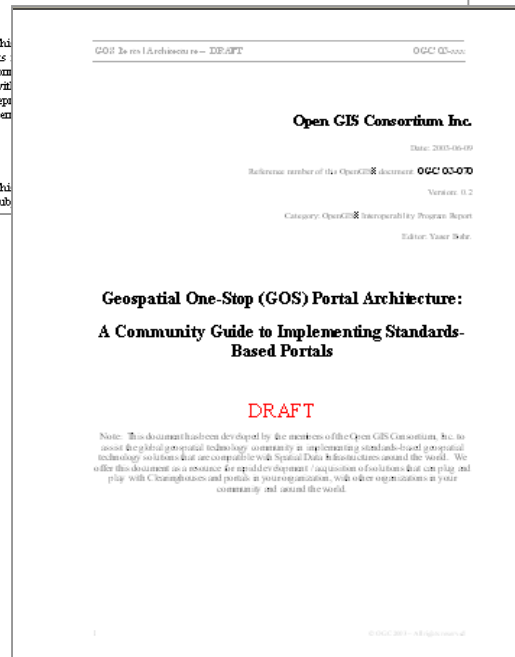 GOS Portal Architecture – DRAFT OGC 03-xxx
Open GIS Consortium Inc.
Date: 2003-06-09
Reference number of this OpenGIS® document: OGC 03-070
Version: 0.2
Category: OpenGIS® Interoperability Program Report
Editor: Yaser
Geospatial One-Stop (GOS) Portal Architecture:
A Community Guide to Implementing Standards-
Based Portals
DRAFT
Note: This document has been developed by the members of the Open GIS Consortium, Inc. to
assist the global geospatial technology community in implementing standards-based geospatial
technology solutions that are compatible with Spatial Data Infrastructures around the world. We
offer this document as a resource for rapid development / acquisition of solutions that can plug and
play with Clearinghouses and portals in your organization, with other organizations in your
community and around the world.
© OGC 2003 – All rights reserved